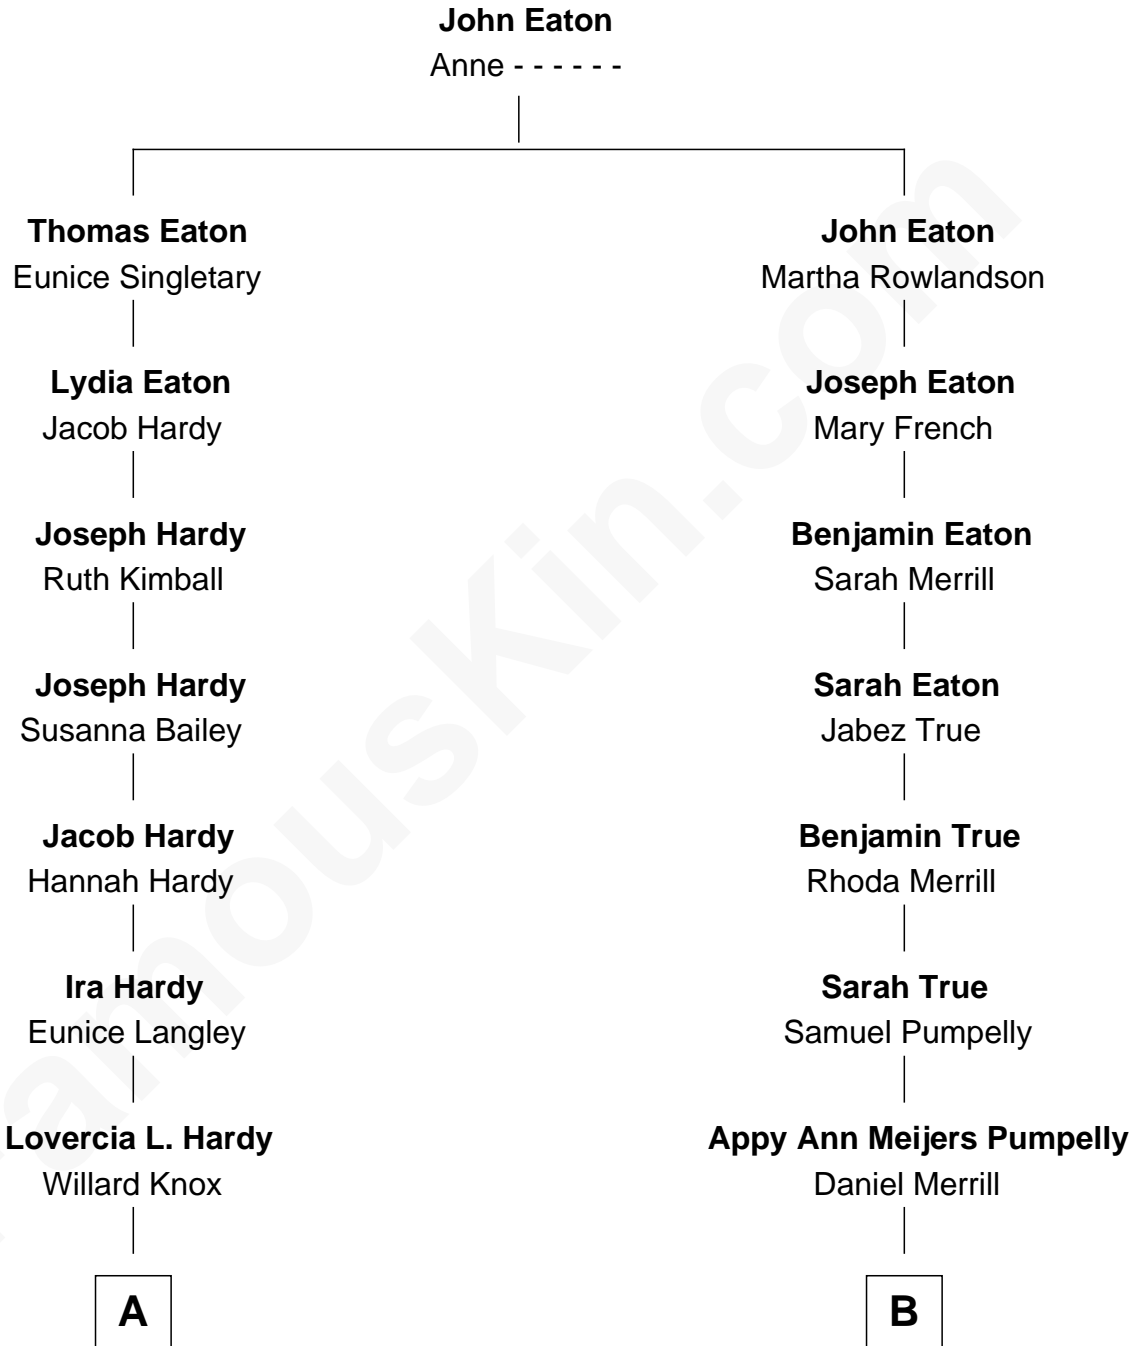 John Eaton
Anne - - - - - -
Thomas Eaton
Eunice Singletary
John Eaton
Martha Rowlandson
Lydia Eaton
Jacob Hardy
Joseph Eaton
Mary French
Joseph Hardy
Ruth Kimball
Benjamin Eaton
Sarah Merrill
Joseph Hardy
Susanna Bailey
Sarah Eaton
Jabez True
Jacob Hardy
Hannah Hardy
Benjamin True
Rhoda Merrill
Ira Hardy
Eunice Langley
Sarah True
Samuel Pumpelly
Lovercia L. Hardy
Willard Knox
Appy Ann Meijers Pumpelly
Daniel Merrill
A
B
FamousKin.com